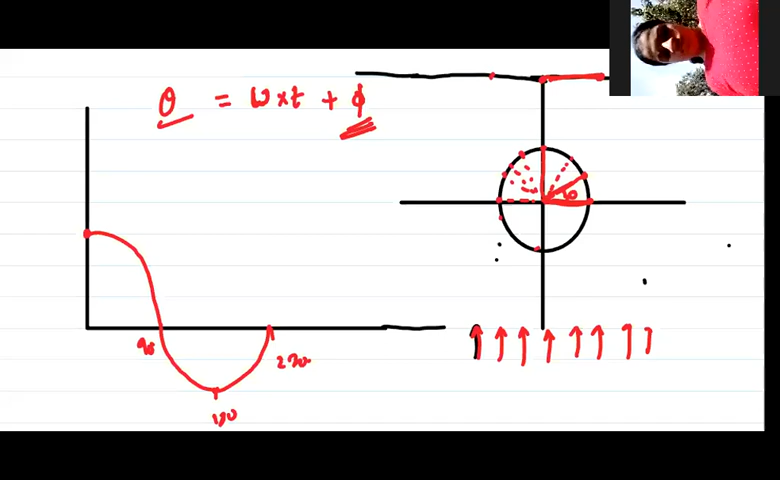 θ = ω×t + φ
θ
90
180
270